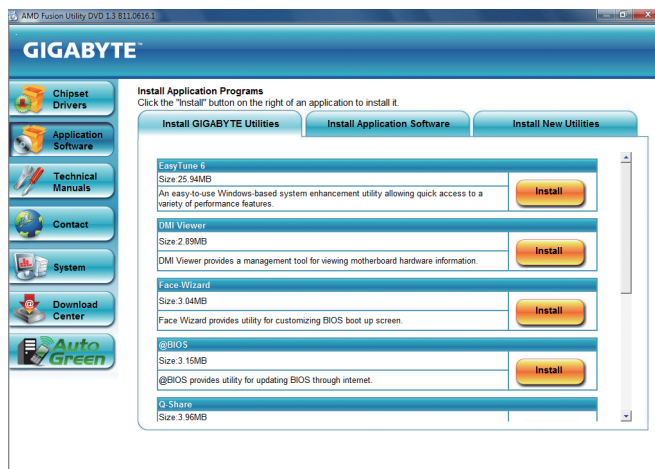 AMD Fusion Utility DVD 1.3 B11.0616.1
GIGABYTE™
Chipset
Drivers
Application
Software
Technical
Manuals
Contact
System
Download
Center
Auto
Green
Install Application Programs
Click the "Install" button on the right of an application to install it.
Install GIGABYTE Utilities
Install Application Software
Install New Utilities
EasyTune 6
Size:25.94MB
An easy-to-use Windows-based system enhancement utility allowing quick access to a
variety of performance features.
Install
DMI Viewer
Size:2.89MB
DMI Viewer provides a management tool for viewing motherboard hardware information.
Install
Face-Wizard
Size:3.04MB
Face Wizard provides utility for customizing BIOS boot up screen.
Install
@BIOS
Size:3.15MB
@BIOS provides utility for updating BIOS through internet.
Install
Q-Share
Size:3.96MB